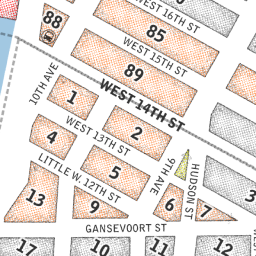 88
WEST 16TH ST
85
WEST 15TH ST
89
10TH AVE
1
WEST 14TH ST
4
WEST 13TH ST
2
LITTLE W. 12TH ST
5
9TH AVE
HUDSON ST
3
13
9
6
7
GANSEVOORT ST
17
10
11
12